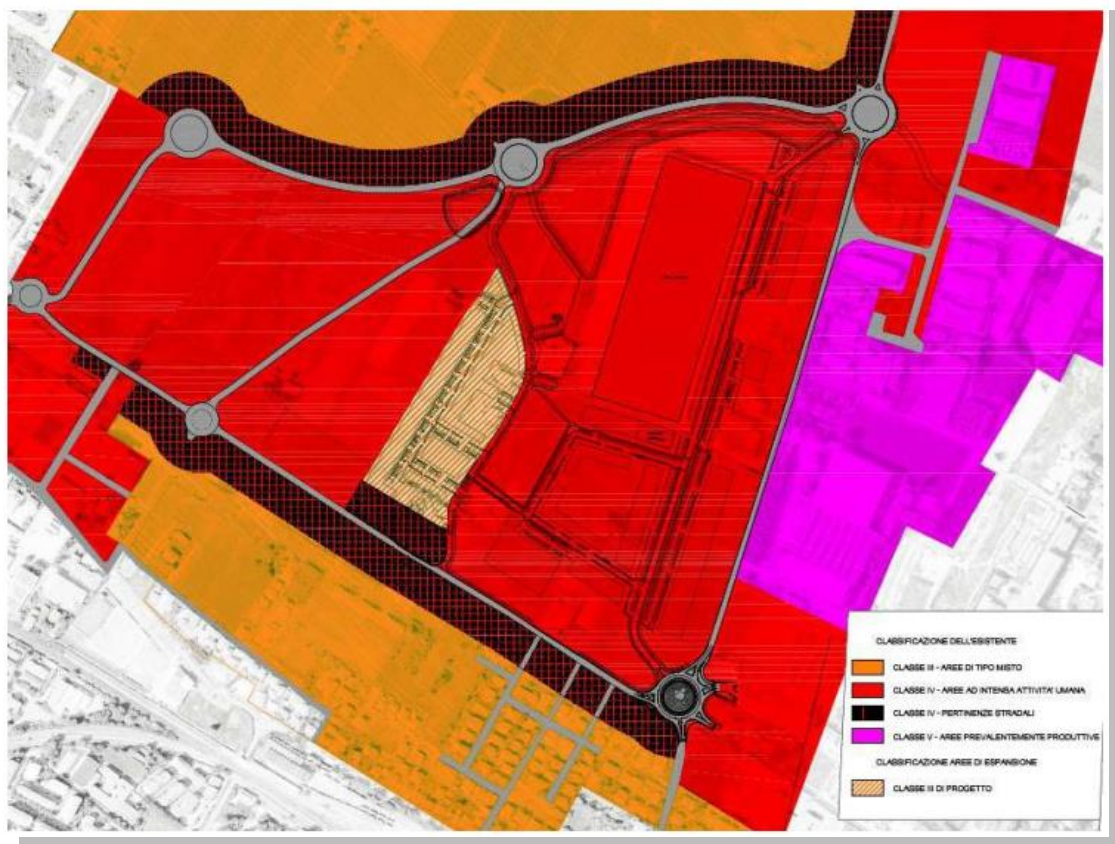 CLASSIFICAZIONE DELL'ESISTENTE
CLASSE III - AREE DI TIPO MISTO
CLASSE IV - AREE AD INTENSA ATTIVITA' UMANA
CLASSE IV - PERTINENZE STRADALI
CLASSE V - AREE PREVALENTEMENTE PRODUTTIVE
CLASSIFICAZIONE AREE DI ESPANSIONE
CLASSE III DI PROGETTO